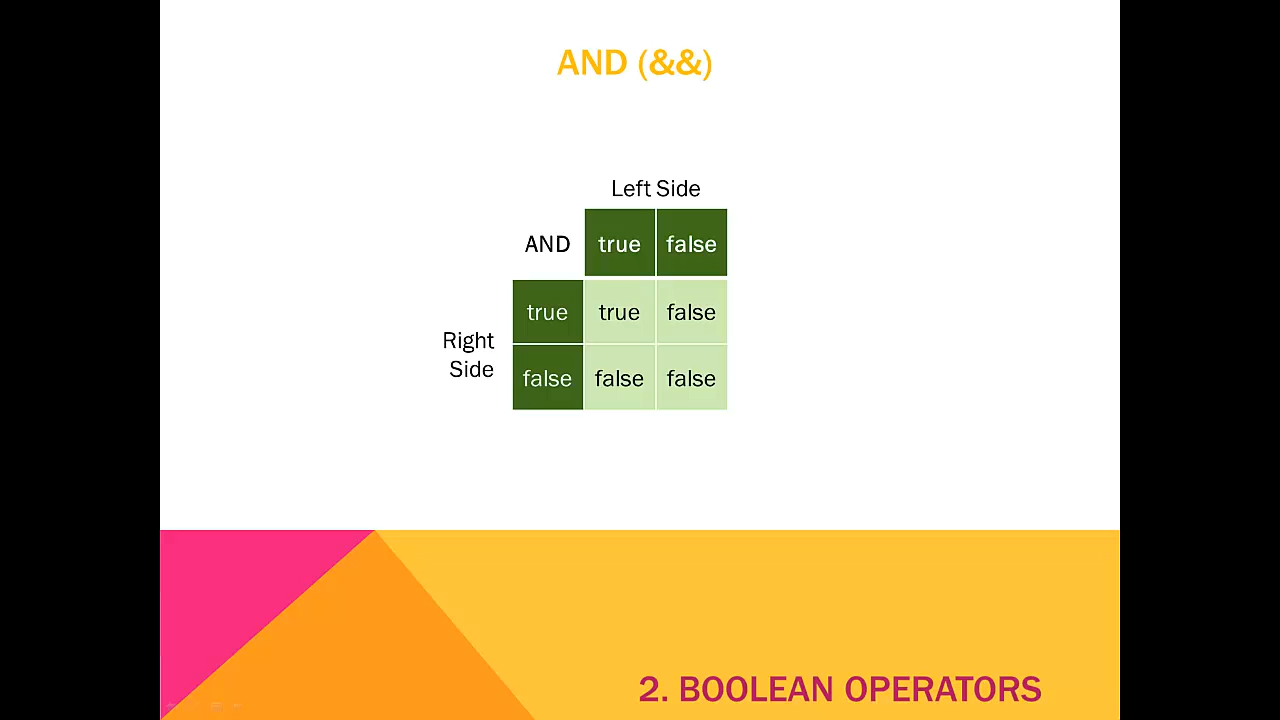 AND (&&)
Left Side
AND true false
true true false
Right
Side
false false false
2. BOOLEAN OPERATORS